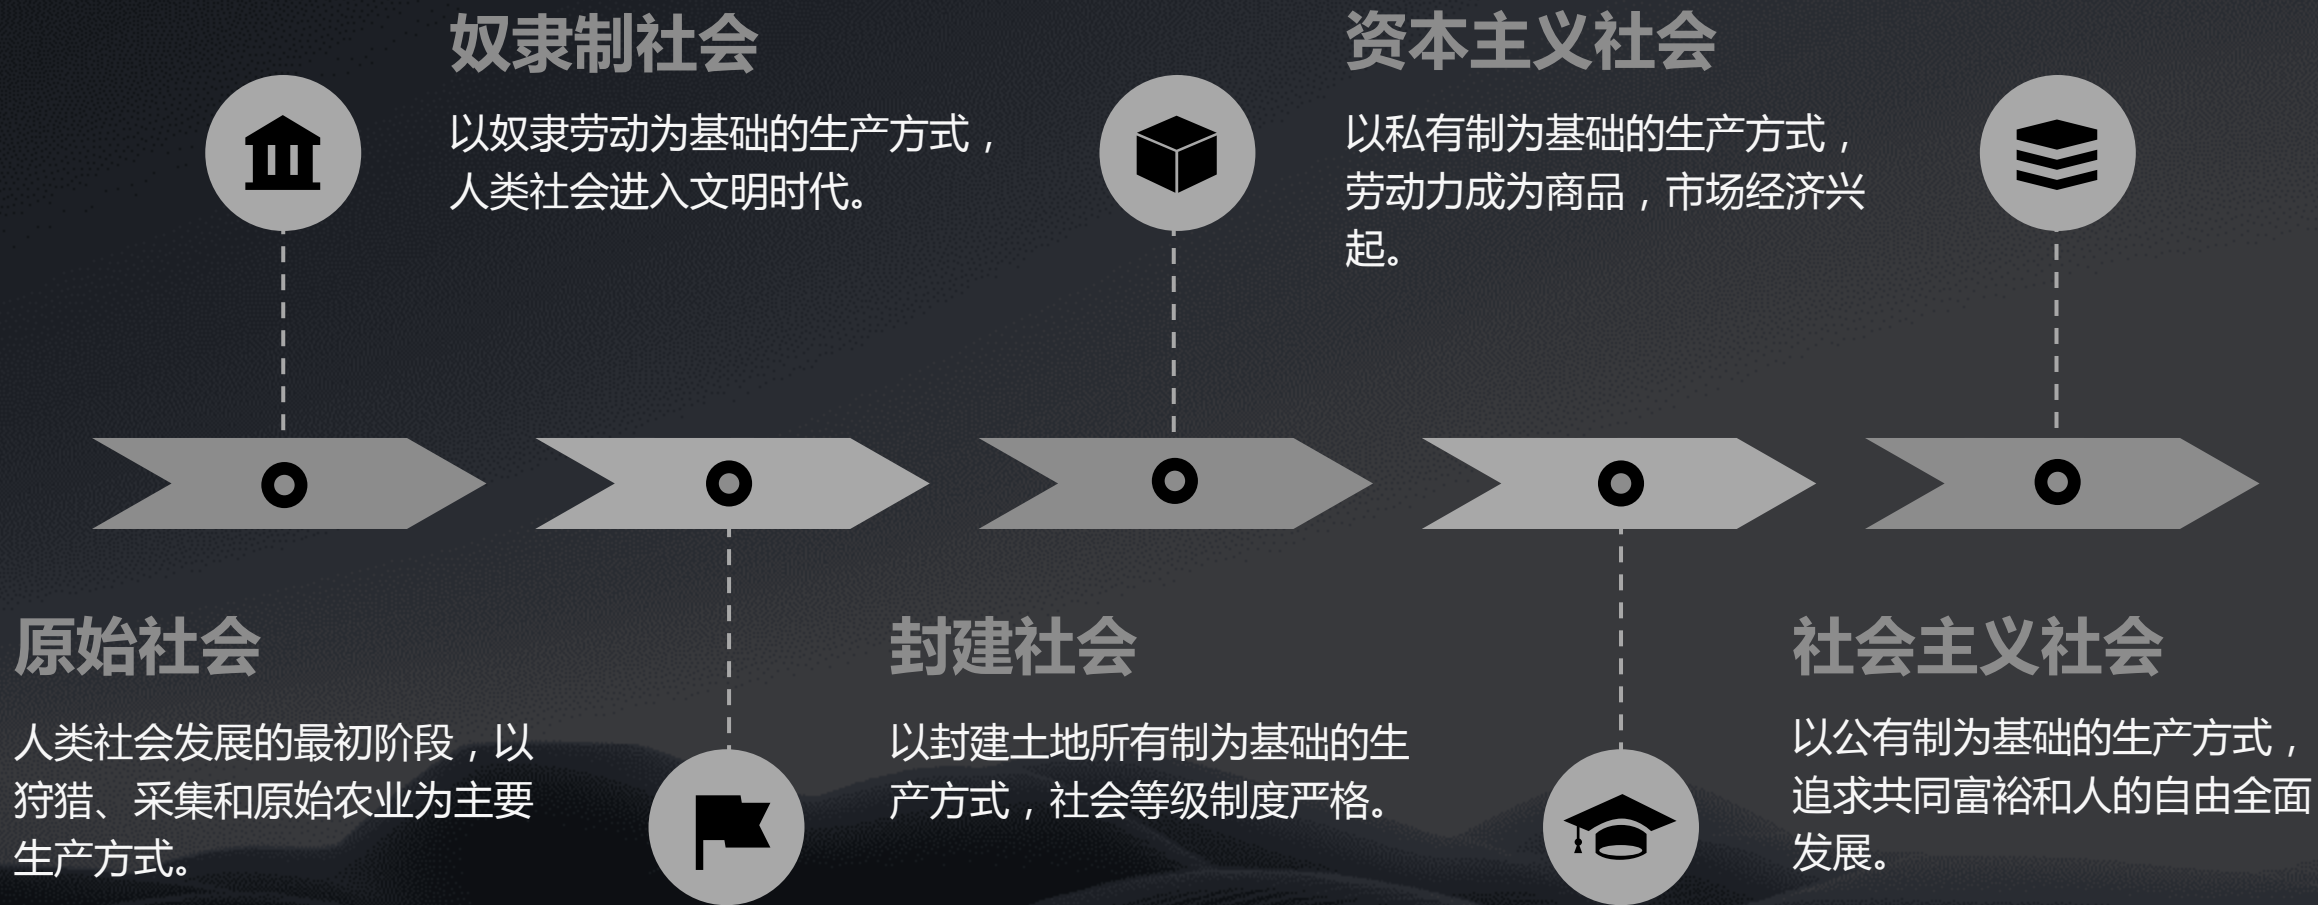 奴隶制社会
以奴隶劳动为基础的生产方式，
人类社会进入文明时代。
资本主义社会
以私有制为基础的生产方式，
劳动力成为商品，市场经济兴
起。
原始社会
人类社会发展的最初阶段，以
狩猎、采集和原始农业为主要
生产方式。
封建社会
以封建土地所有制为基础的生
产方式，社会等级制度严格。
社会主义社会
以公有制为基础的生产方式，
追求共同富裕和人的自由全面
发展。